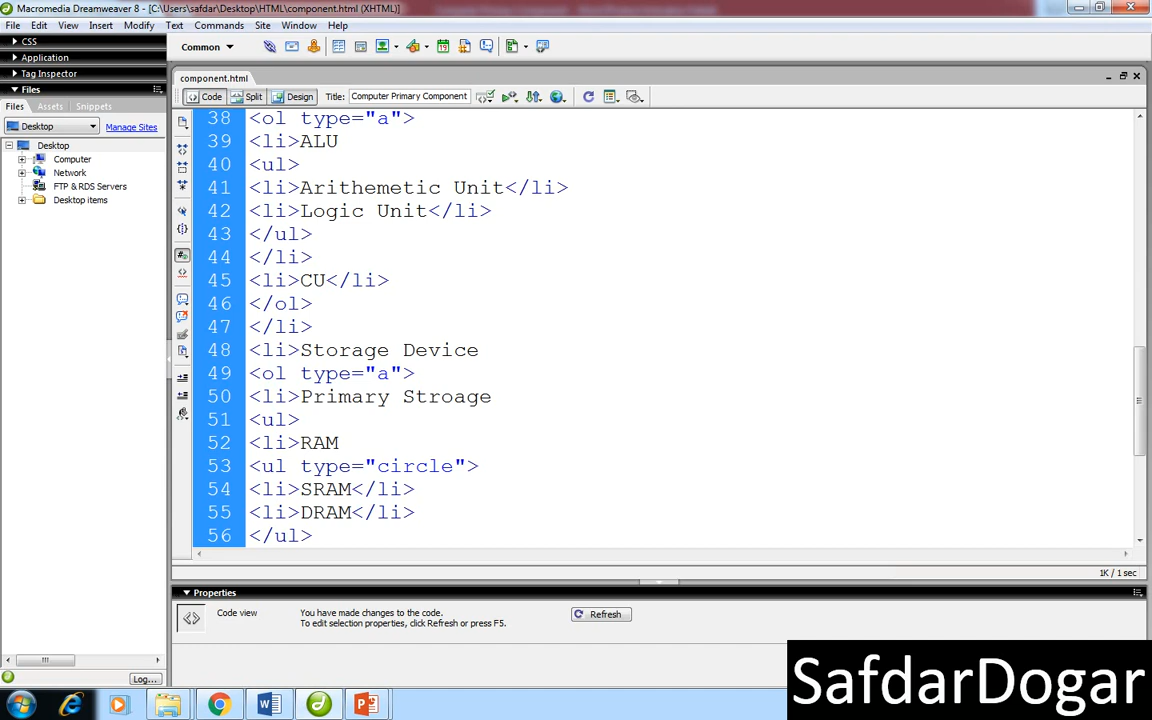 Macromedia Dreamweaver 8 - [C:\Users\safdar\Desktop\HTML\component.html (XHTML)]
File Edit View Insert Modify Text Commands Site Window Help
CSS
Application
Tag Inspector
Files
Files Assets Snippets
Desktop Manage Sites
Desktop
Computer
Network
FTP & RDS Servers
Desktop items
Log...
Common
component.html
Code Split Design Title: Computer Primary Component
38 <ol type="a">
39 <li>ALU
40 <ul>
41 <li>Arithemetic Unit</li>
42 <li>Logic Unit</li>
43 </ul>
44 </li>
45 <li>CU</li>
46 </ol>
47 </li>
48 <li>Storage Device
49 <ol type="a">
50 <li>Primary Stroage
51 <ul>
52 <li>RAM
53 <ul type="circle">
54 <li>SRAM</li>
55 <li>DRAM</li>
56 </ul>
1K / 1 sec
Properties
Code view
You have made changes to the code.
To edit selection properties, click Refresh or press F5.
Refresh
SafdarDogar